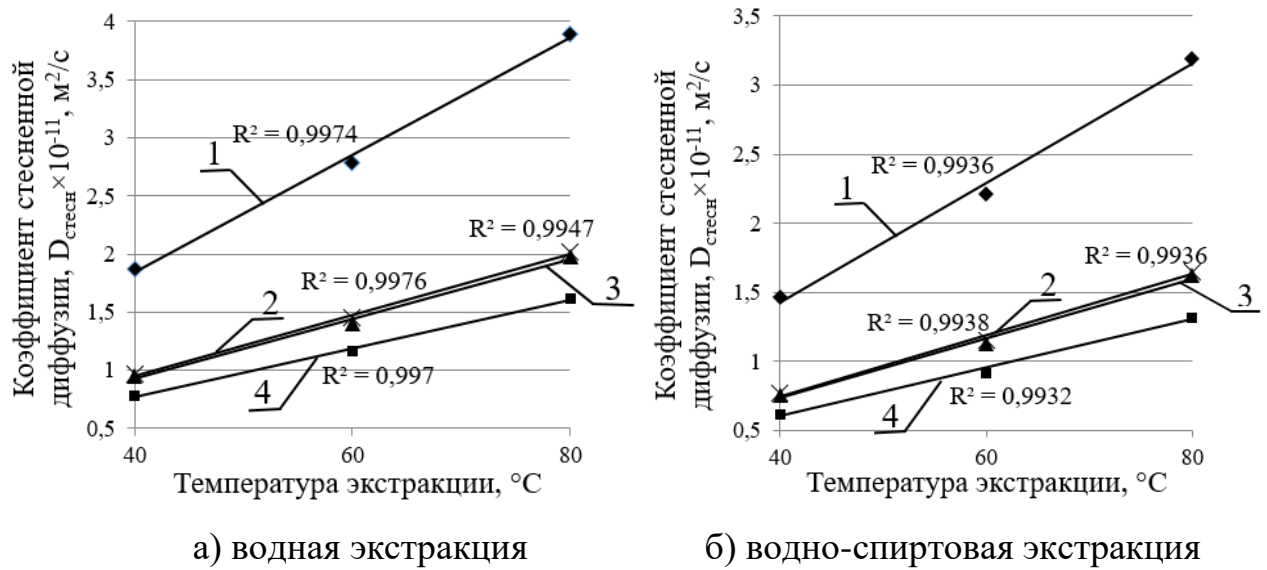 Коэффициент стесненной
диффузии, Dстесн×10-11, м2/с
4
3,5
3
2,5
2
1,5
1
0,5
40
60
80
R² = 0,9974
1
R² = 0,9947
R² = 0,9976
2
3
R² = 0,997
4
Температура экстракции, °С
а) водная экстракция
Коэффициент стесненной
диффузии, Dстесн×10-11, м2/с
3,5
3
2,5
2
1,5
1
0,5
40
60
80
R² = 0,9936
1
R² = 0,9936
2
3
R² = 0,9938
R² = 0,9932
4
Температура экстракции, °С
б) водно-спиртовая экстракция